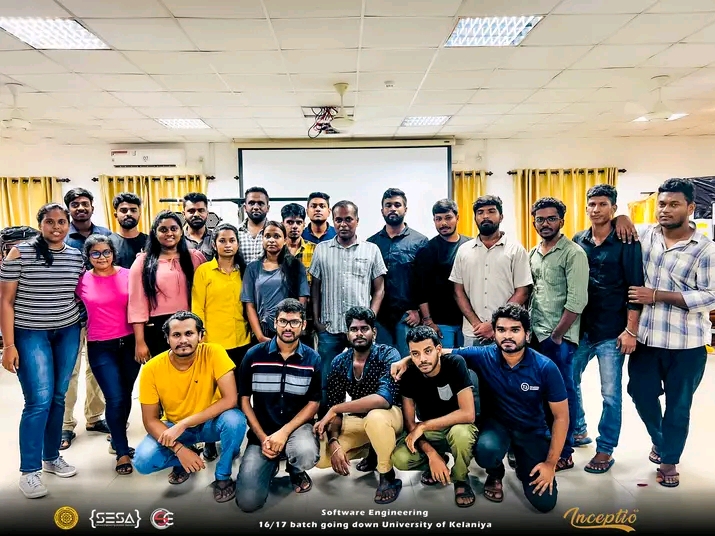 Software Engineering
{SESA}
16/17 batch going down University of Kelaniya
Inceptio